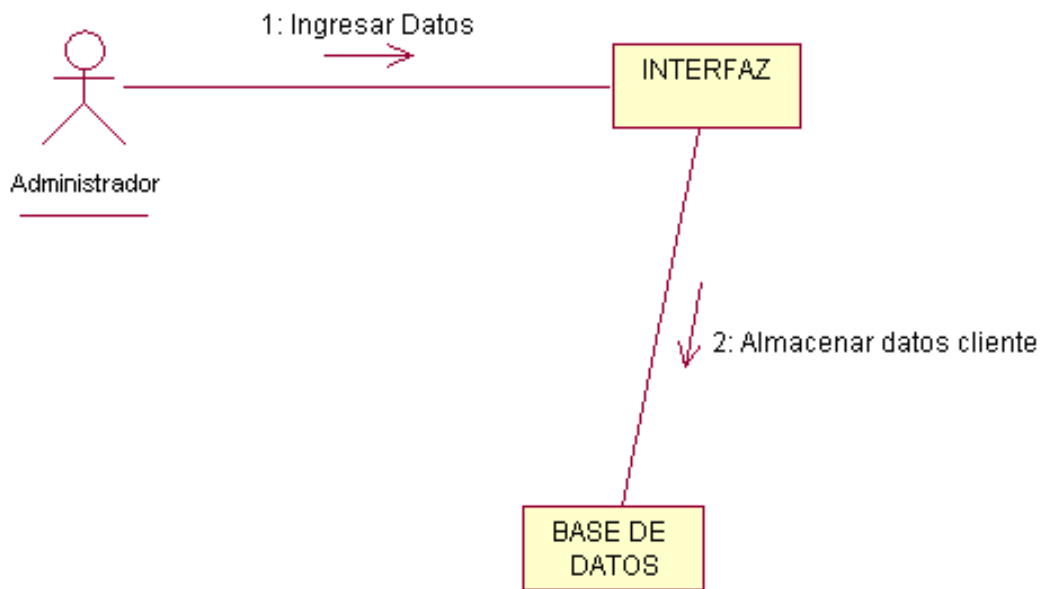 1: Ingresar Datos
INTERFAZ
Administrador
2: Almacenar datos cliente
BASE DE
DATOS